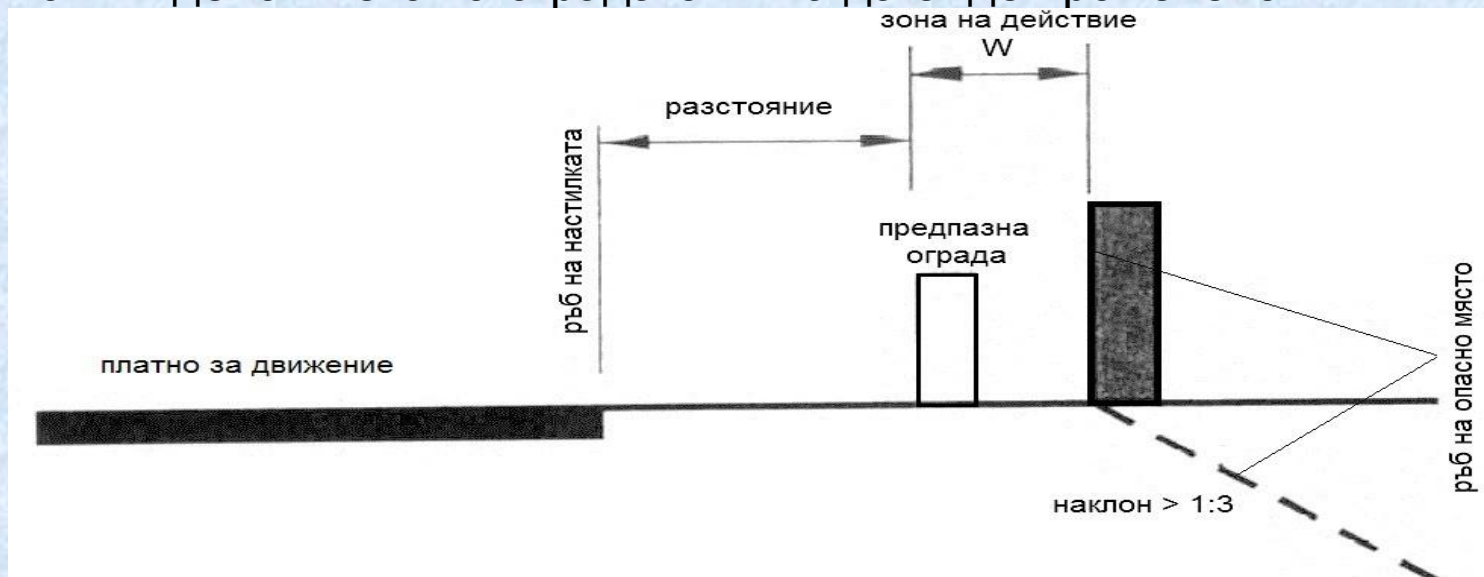 зона на действие
W
разстояние
ръб на настилката
предпазна
ограда
платно за движение
ръб на опасно място
наклон > 1:3